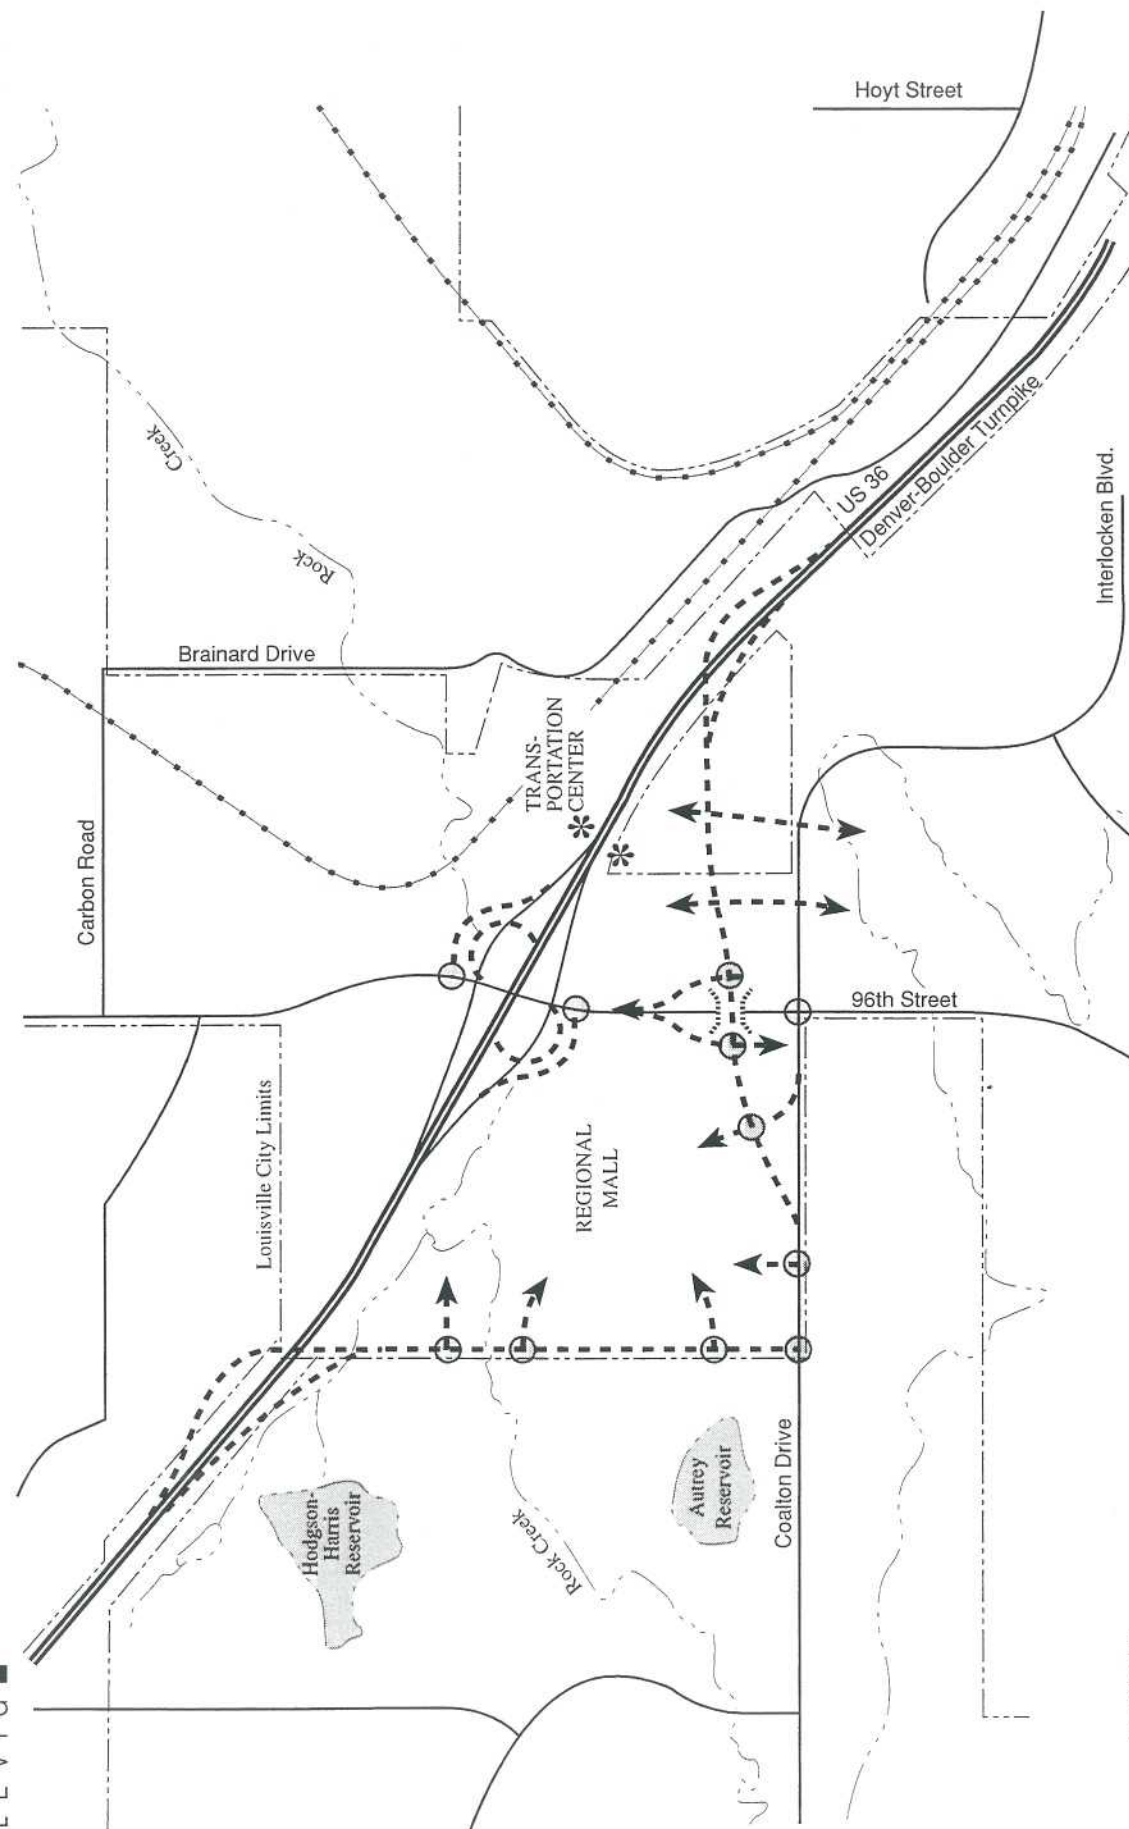 Hoyt Street
Creek
Rock
US 36
Denver-Boulder Turnpike
Interlocken Blvd.
Brainard Drive
TRANS-
PORTATION
CENTER
Carbon Road
96th Street
Louisville City Limits
REGIONAL
MALL
Coalton Drive
Autrey
Reservoir
Hodgson-
Harris
Reservoir
Rock Creek